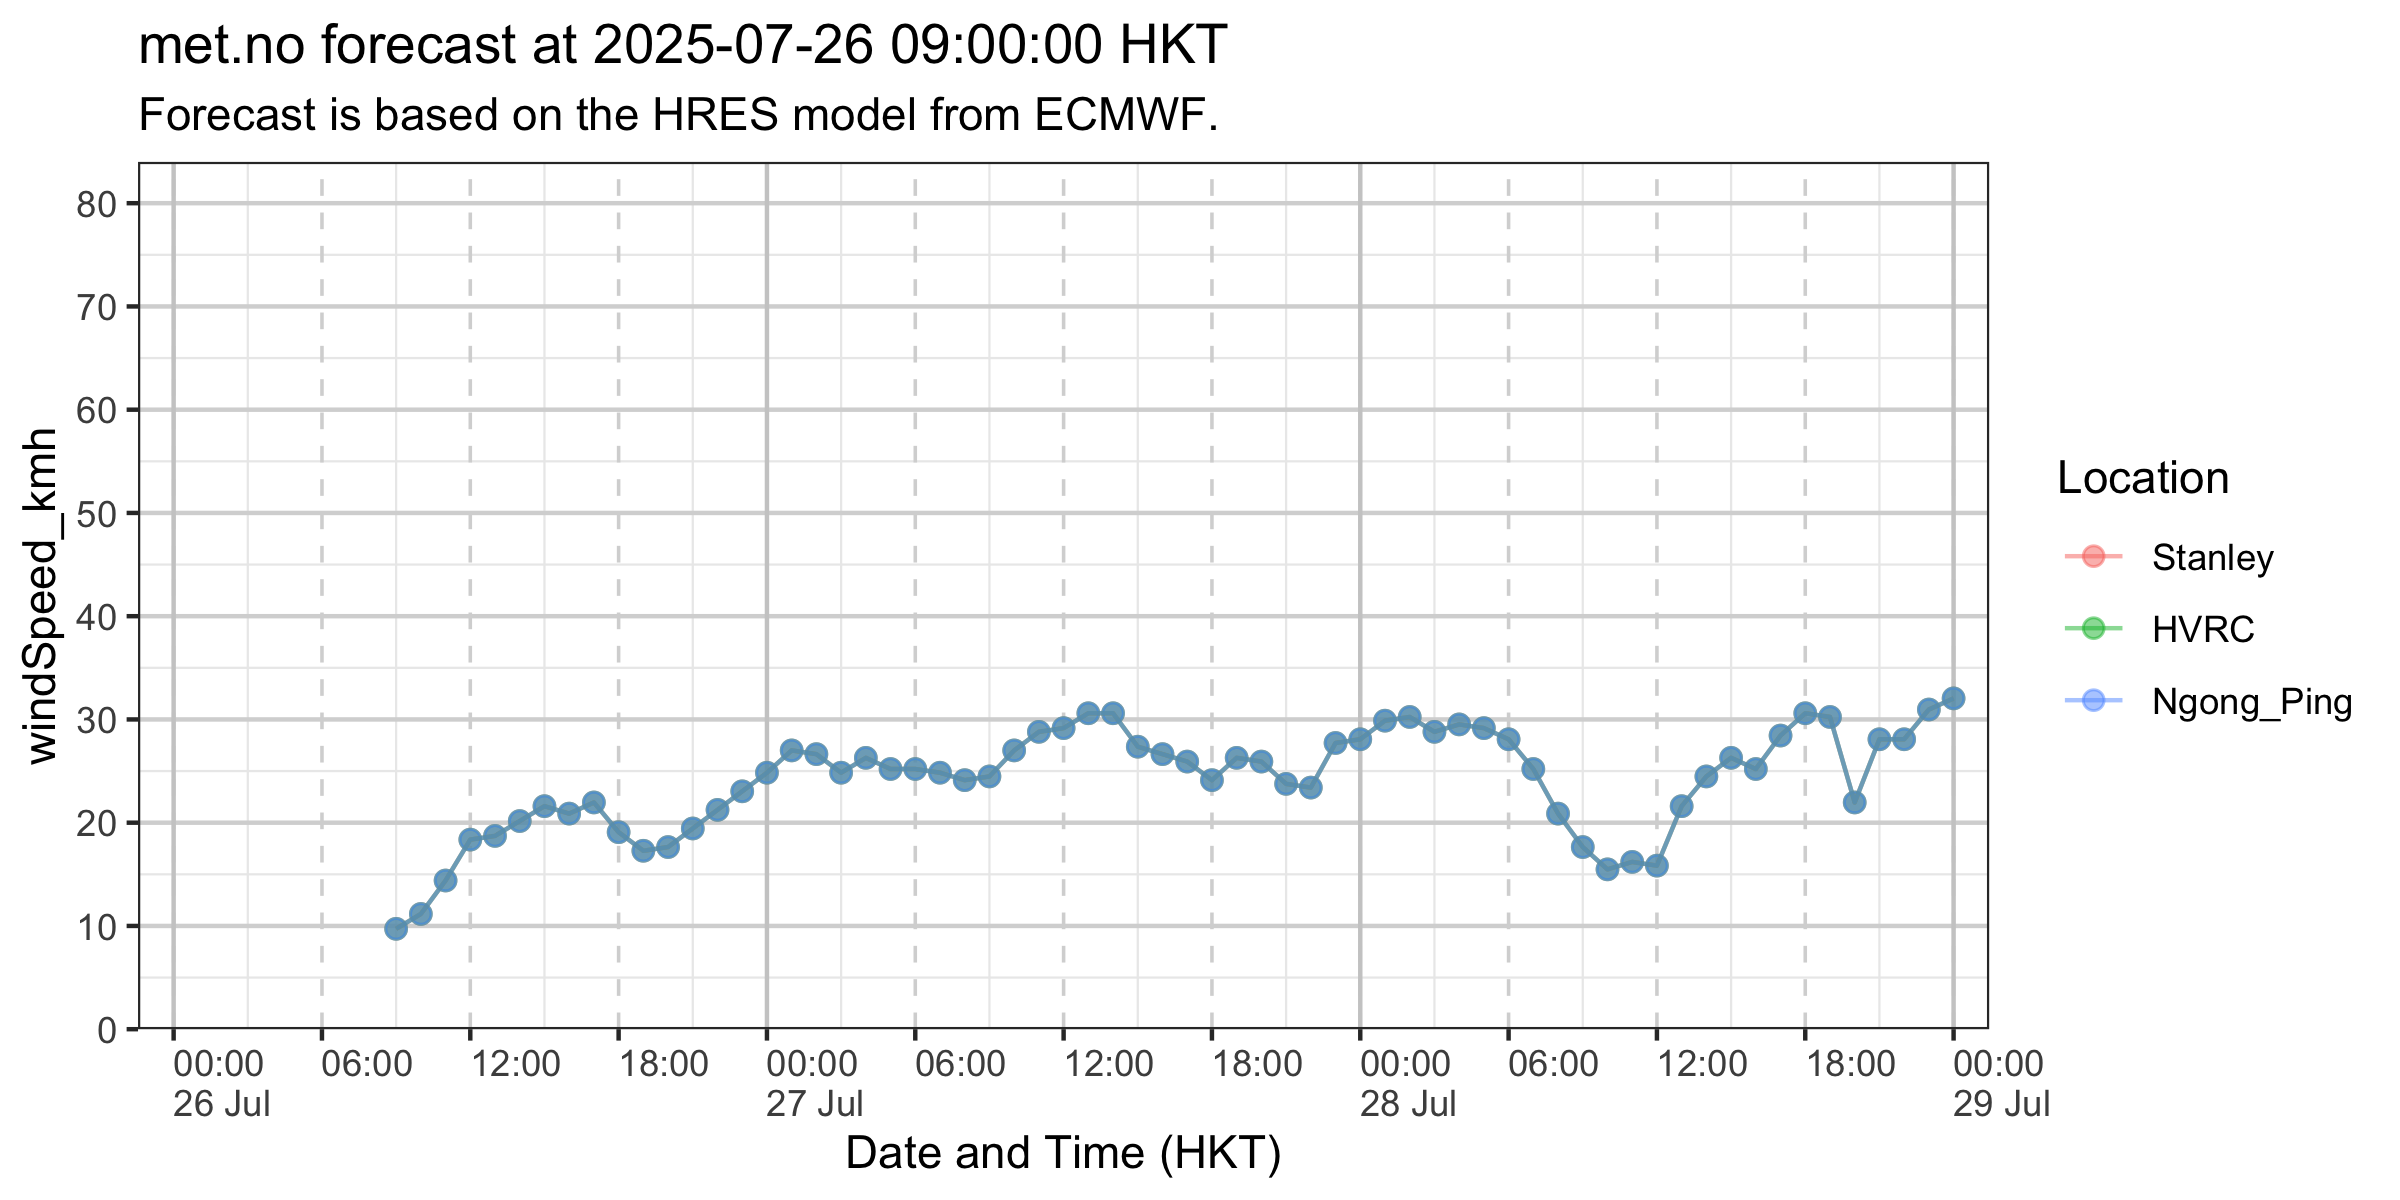 met.no forecast at 2025-07-26 09:00:00 HKT
Forecast is based on the HRES model from ECMWF.
windSpeed_kmh
80
70
60
50
40
30
20
10
0
00:00 06:00 12:00 18:00 00:00 06:00 12:00 18:00 00:00 06:00 12:00 18:00 00:00
26 Jul 27 Jul 28 Jul 29 Jul
Date and Time (HKT)
Location
Stanley
HVRC
Ngong_Ping